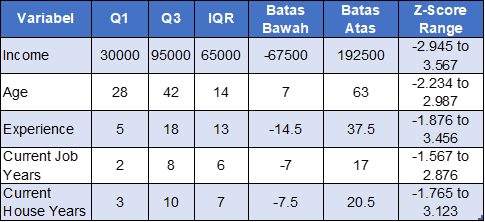 Variabel Q1 Q3 IQR Batas Bawah Batas Atas Z-Score Range
Income 30000 95000 65000 -67500 192500 -2.945 to 3.567
Age 28 42 14 7 63 -2.234 to 2.987
Experience 5 18 13 -14.5 37.5 -1.876 to 3.456
Current Job Years 2 8 6 -7 17 -1.567 to 2.876
Current House Years 3 10 7 -7.5 20.5 -1.765 to 3.123